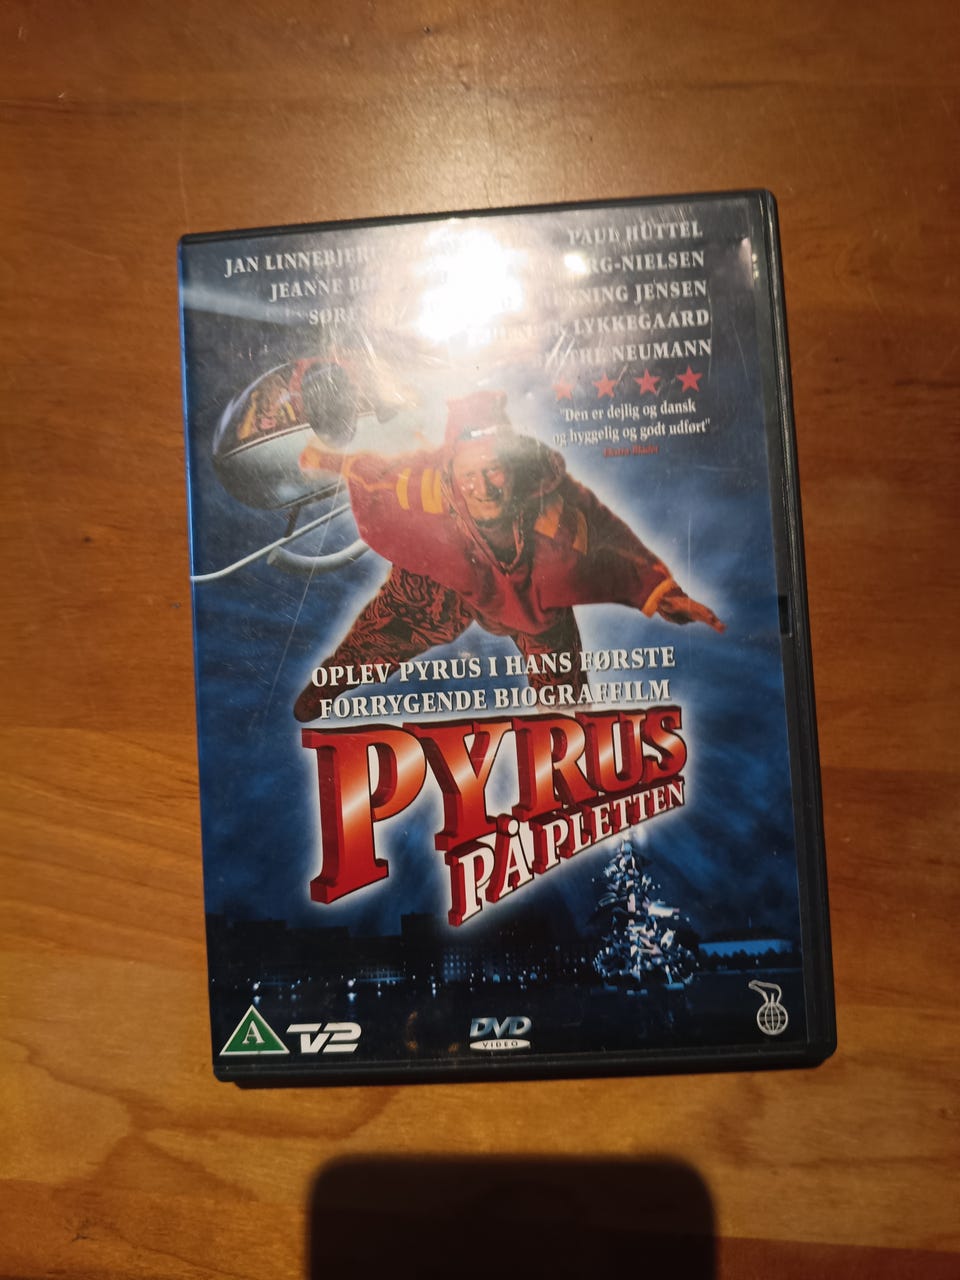 JAN LINNEBJERG PAUL HÜTTEL
JEANNE RG-NIELSEN
SØREN HENNING JENSEN
LYKKEGAARD
NEUMANN
"Den er dejlig og dansk
og hyggelig og godt udført"
OPLEV PYRUS I HANS FØRSTE
FORRYGENDE BIOGRAFFILM
PYRUS
PÅ PLETTEN
A TV2 DVD
VIDEO